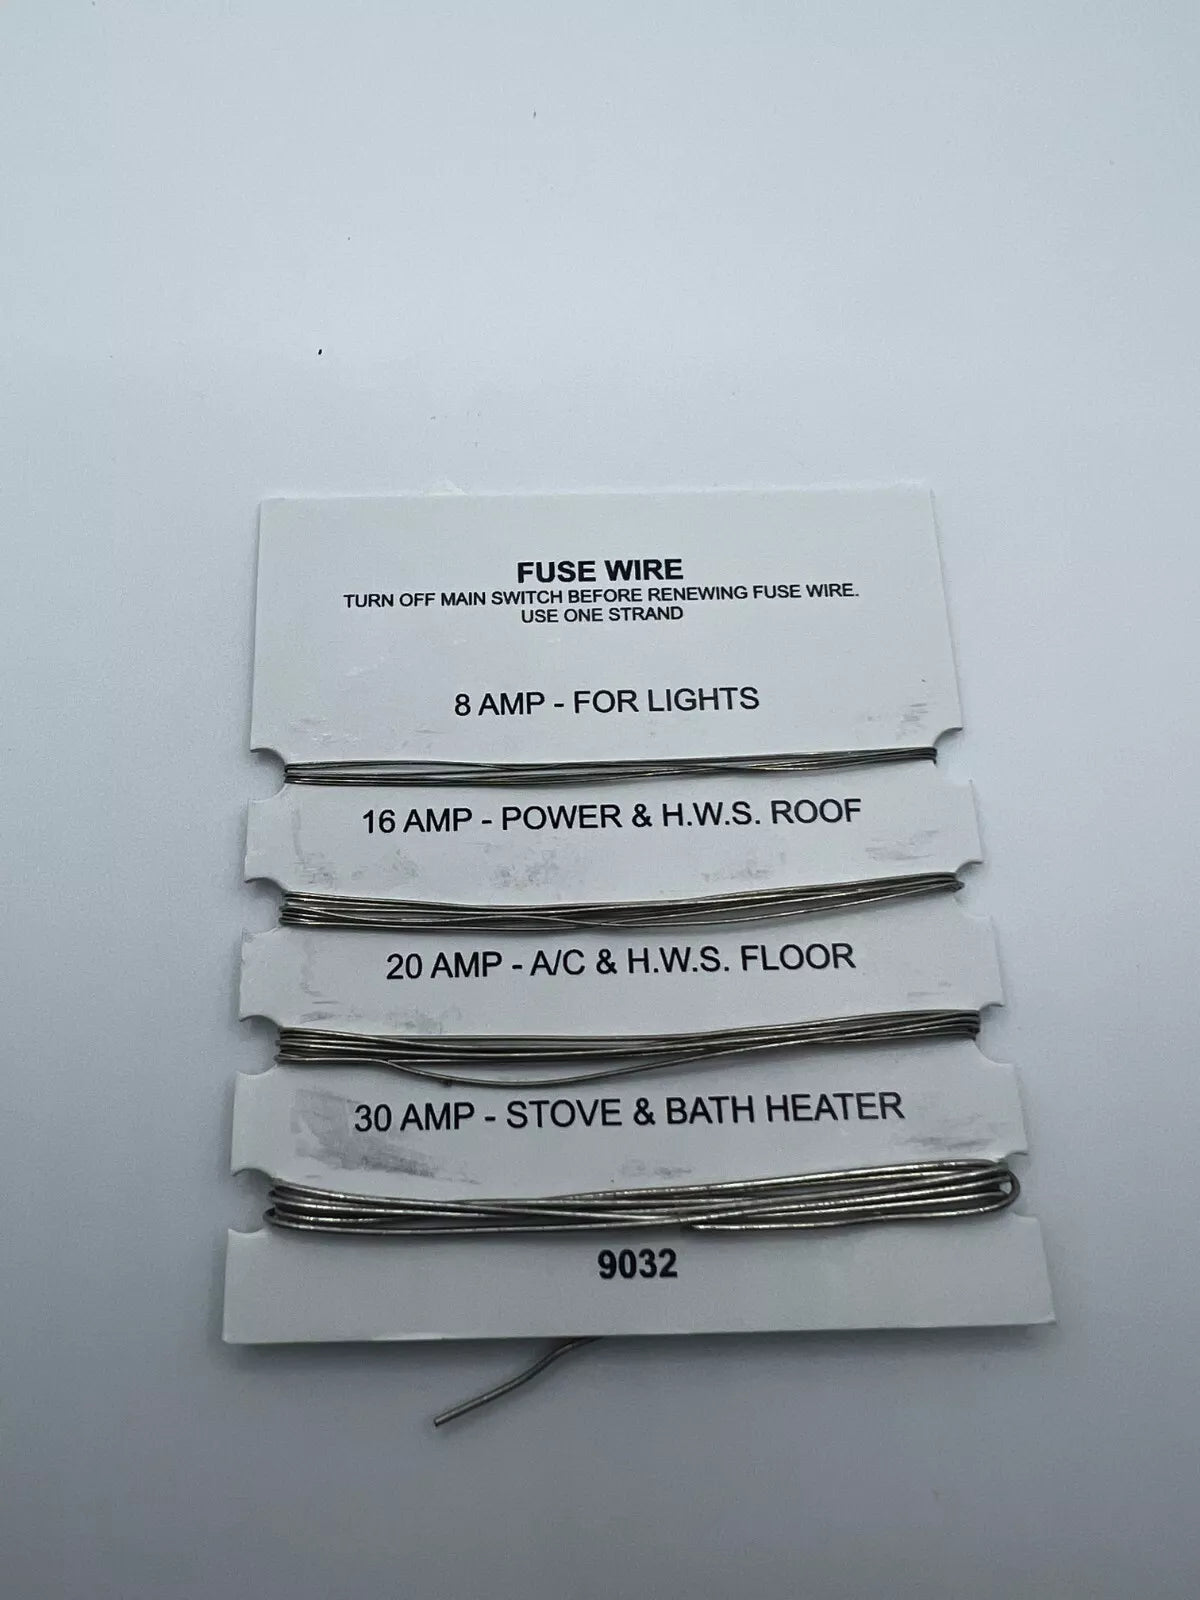 FUSE WIRE
TURN OFF MAIN SWITCH BEFORE RENEWING FUSE WIRE.
USE ONE STRAND
8 AMP - FOR LIGHTS
16 AMP - POWER & H.W.S. ROOF
20 AMP - A/C & H.W.S. FLOOR
30 AMP - STOVE & BATH HEATER
9032